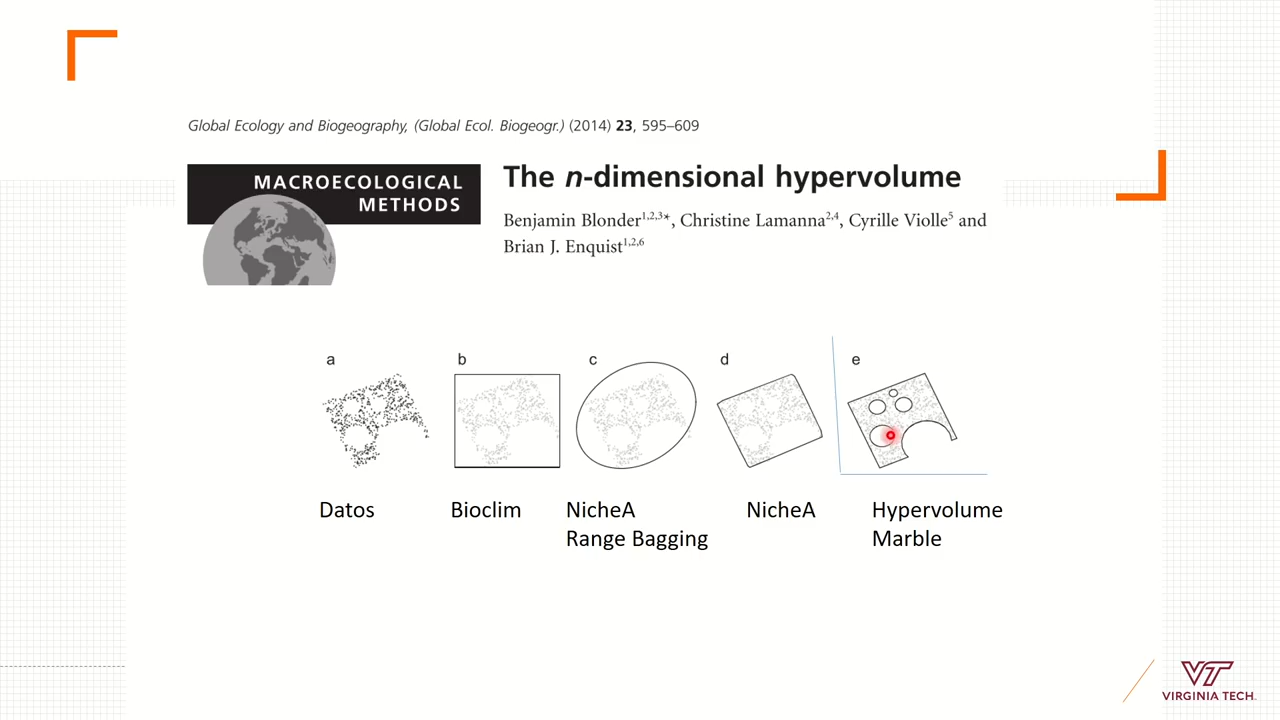 Global Ecology and Biogeography, (Global Ecol. Biogeogr.) (2014) 23, 595–609
MACROECOLOGICAL
METHODS
The n-dimensional hypervolume
Benjamin Blonder1,2,3*, Christine Lamanna2,4, Cyrille Violle5 and
Brian J. Enquist1,2,6
a b c d e
Datos Bioclim NicheA NicheA Hypervolume
Range Bagging Marble
VT
VIRGINIA TECH.